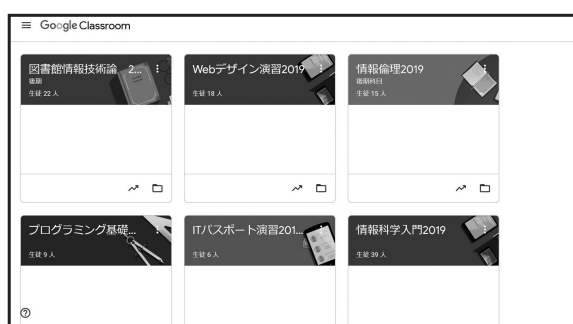 Google Classroom
図書館情報技術論 2...
後期
生徒 22 人
Webデザイン演習2019
生徒 18 人
情報倫理2019
後期科目
生徒 15 人
プログラミング基礎...
生徒 9 人
ITパスポート演習201...
生徒 6 人
情報科学入門2019
生徒 39 人